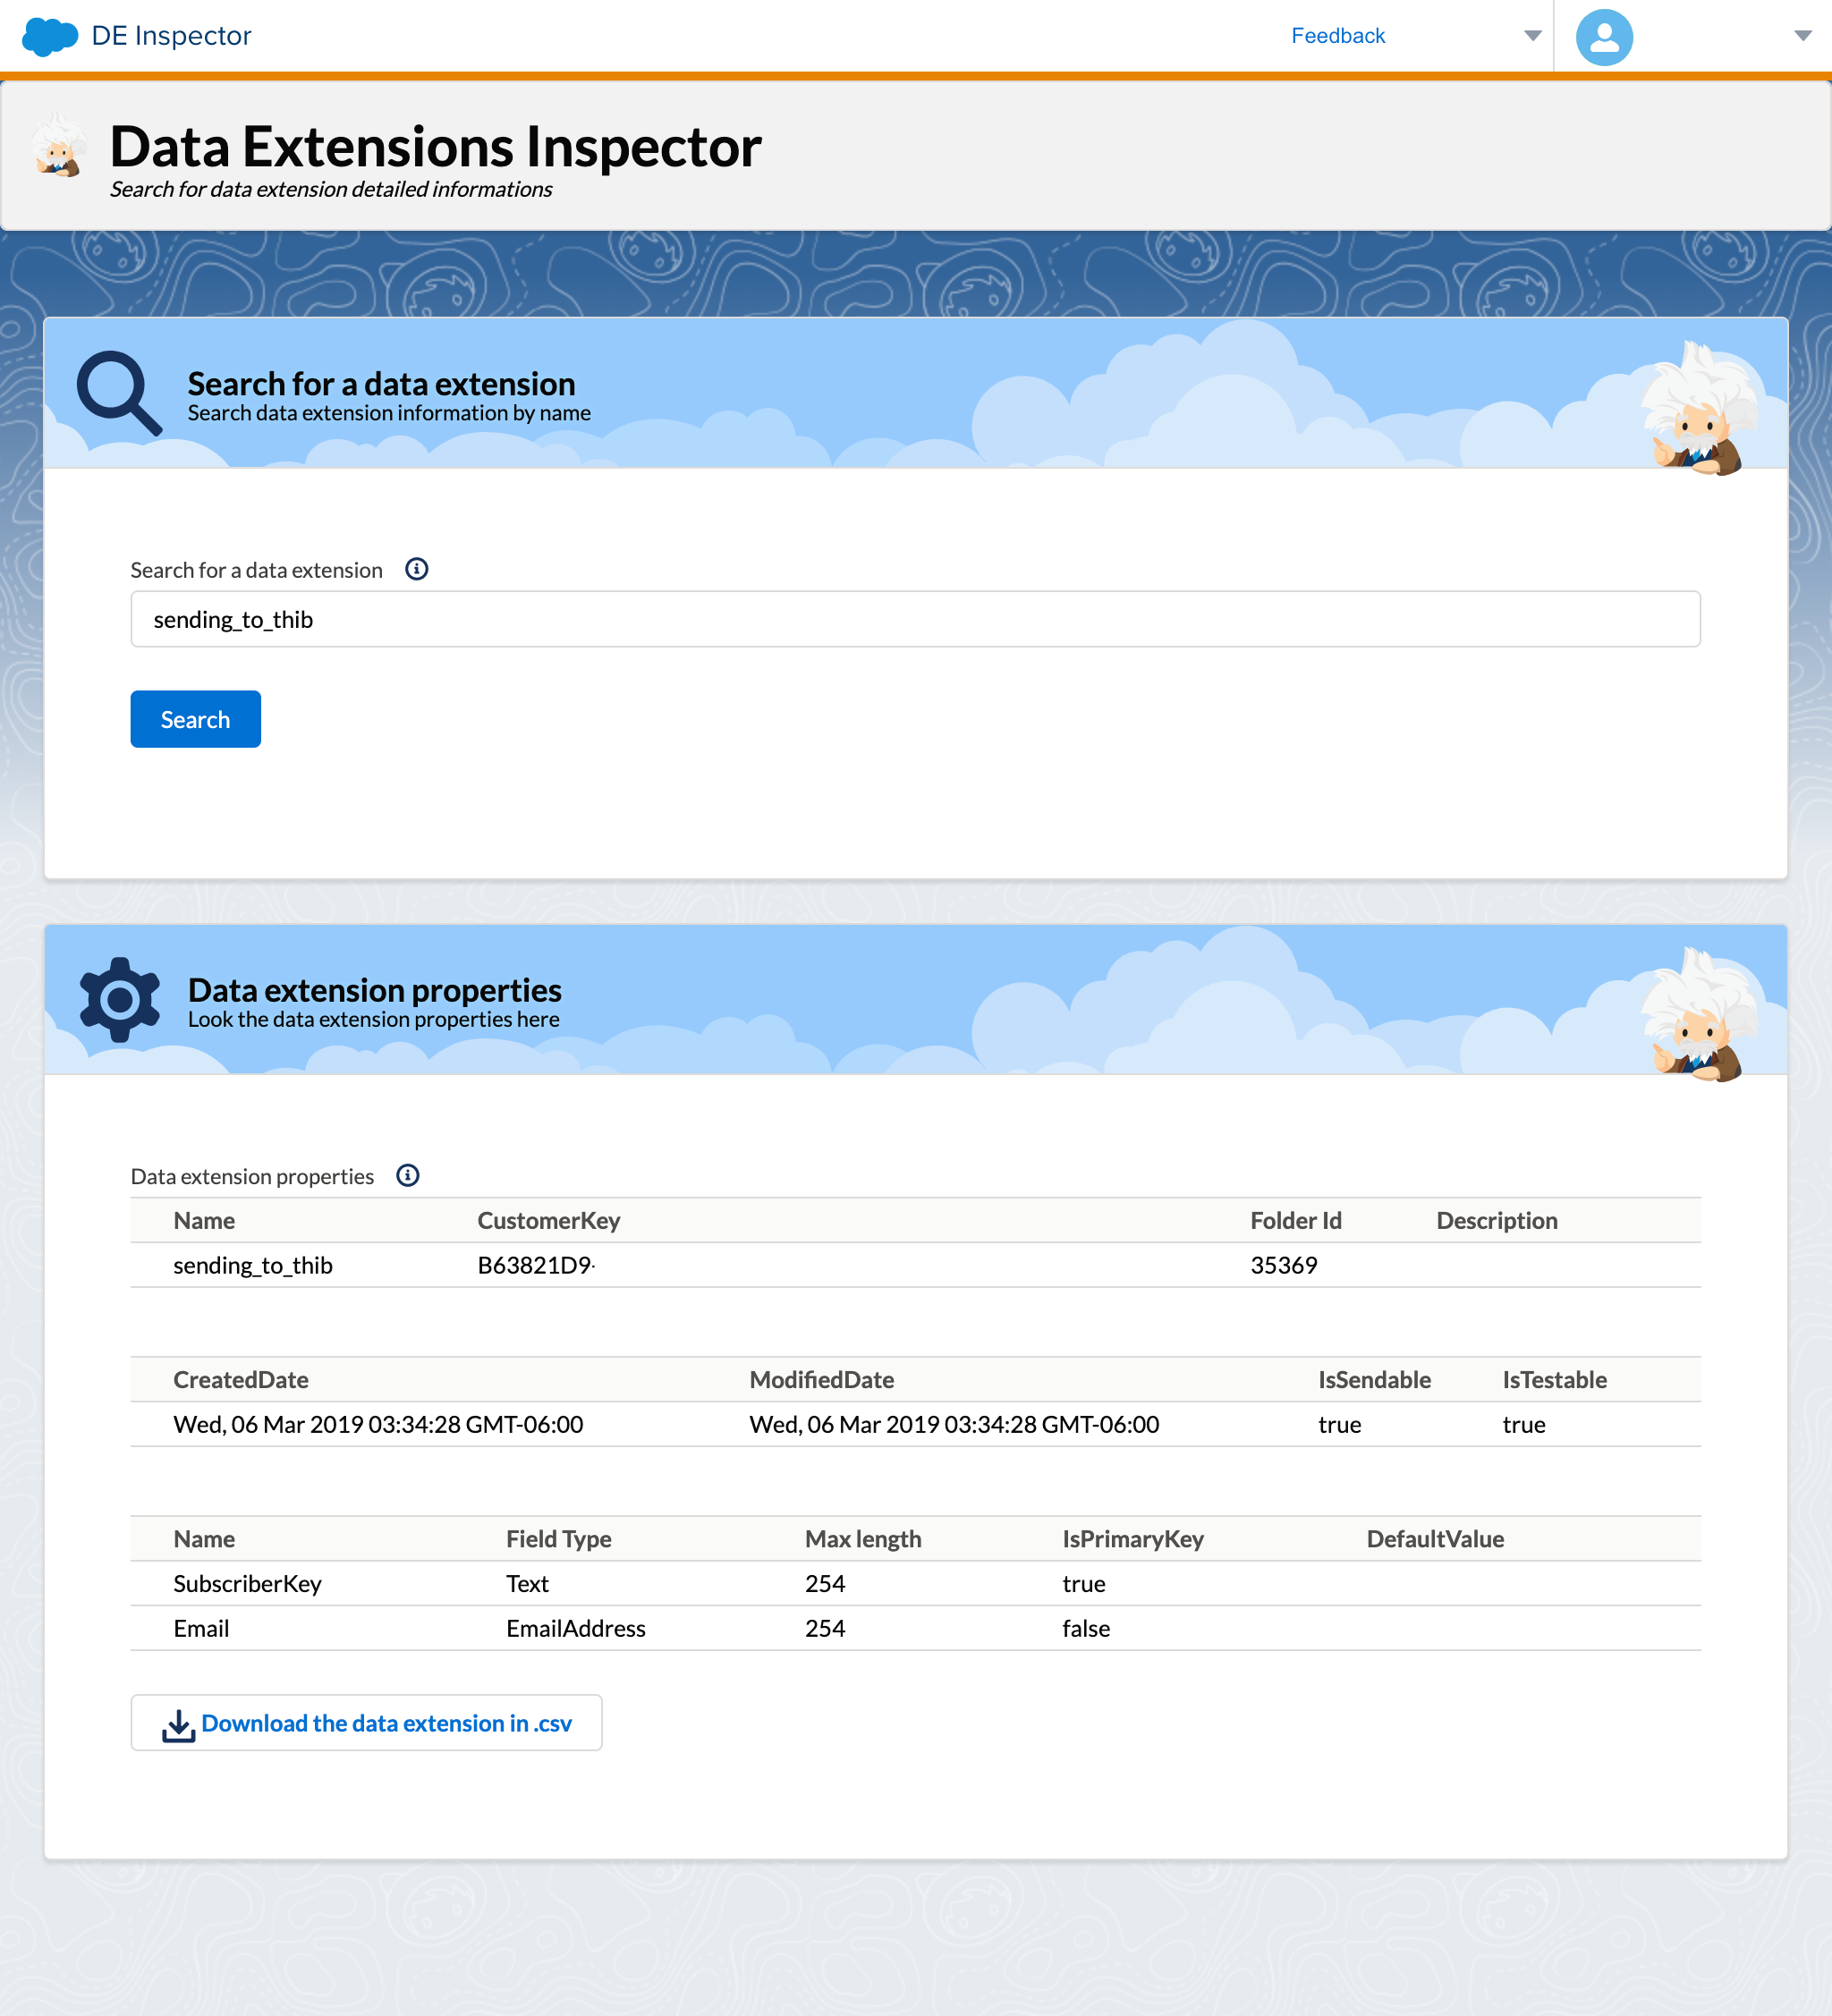 DE Inspector Feedback
Data Extensions Inspector
Search for data extension detailed informations
Search for a data extension
Search data extension information by name
Search for a data extension
sending_to_thib
Search
Data extension properties
Look the data extension properties here
Data extension properties
Name CustomerKey Folder Id Description
sending_to_thib B63821D9 35369
CreatedDate ModifiedDate IsSendable IsTestable
Wed, 06 Mar 2019 03:34:28 GMT-06:00 Wed, 06 Mar 2019 03:34:28 GMT-06:00 true true
Name Field Type Max length IsPrimaryKey DefaultValue
SubscriberKey Text 254 true
Email EmailAddress 254 false
Download the data extension in .csv